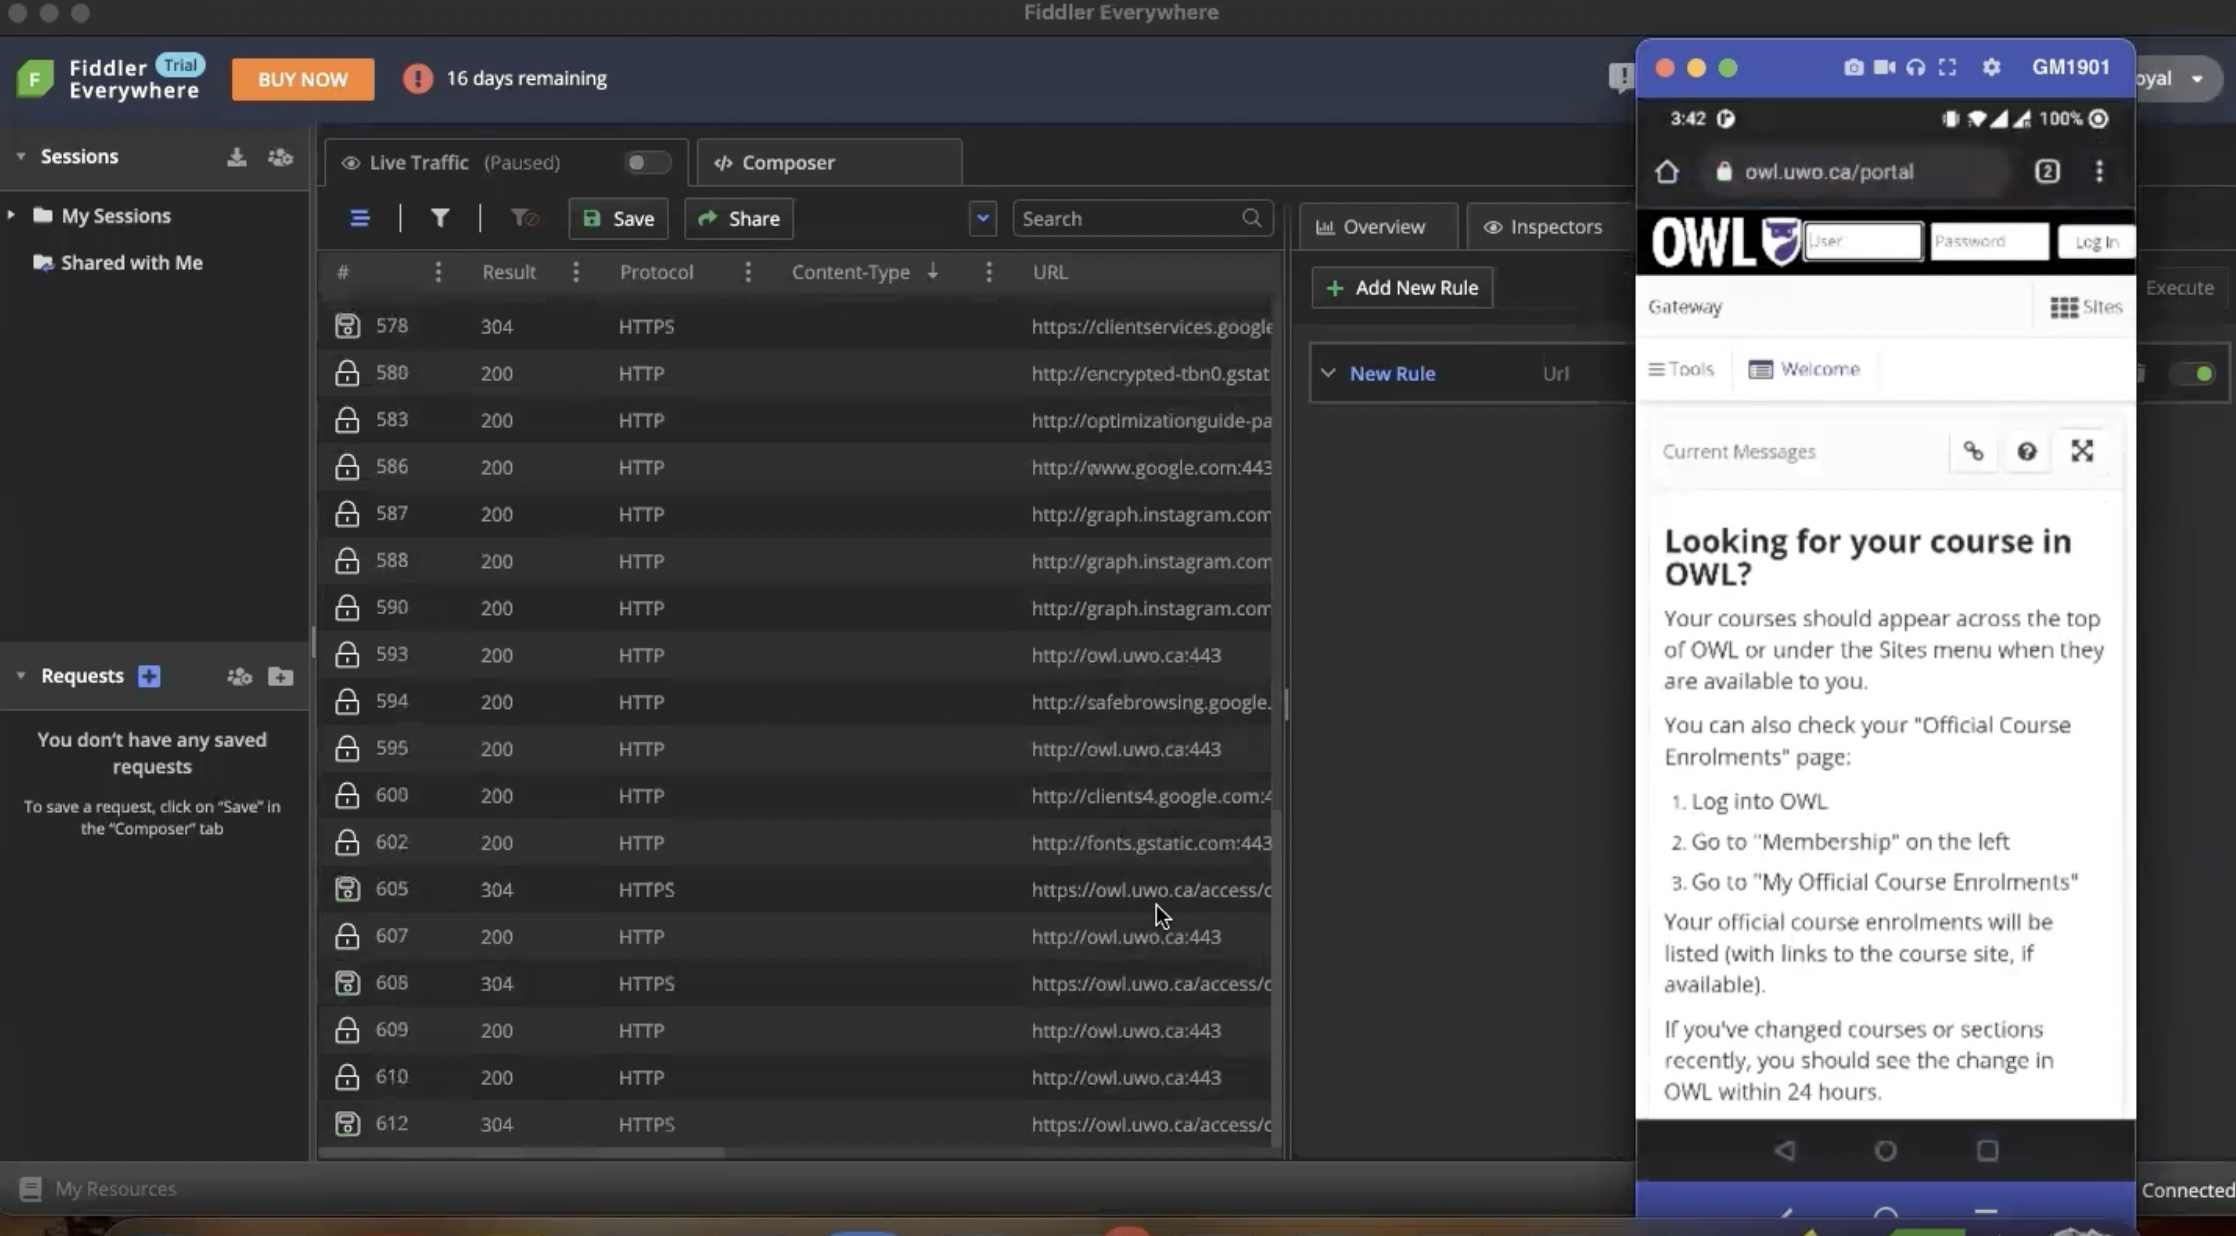 Fiddler Everywhere
Fiddler Everywhere Trial
BUY NOW
16 days remaining
Sessions
My Sessions
Shared with Me
Requests
You don't have any saved
requests
To save a request, click on “Save” in
the “Composer” tab
My Resources
Live Traffic (Paused)
Composer
Save
Share
Search
# Result Protocol Content-Type URL
578 304 HTTPS https://clientservices.google
580 200 HTTP http://encrypted-tbn0.gstat
583 200 HTTP http://optimizationguide-pa
586 200 HTTP http://www.google.com:443
587 200 HTTP http://graph.instagram.com
588 200 HTTP http://graph.instagram.com
590 200 HTTP http://graph.instagram.com
593 200 HTTP http://owl.uwo.ca:443
594 200 HTTP http://safebrowsing.google.
595 200 HTTP http://owl.uwo.ca:443
600 200 HTTP http://clients4.google.com:4
602 200 HTTP http://fonts.gstatic.com:443
605 304 HTTPS https://owl.uwo.ca/access/c
607 200 HTTP http://owl.uwo.ca:443
608 304 HTTPS https://owl.uwo.ca/access/c
609 200 HTTP http://owl.uwo.ca:443
610 200 HTTP http://owl.uwo.ca:443
612 304 HTTPS https://owl.uwo.ca/access/c
Overview
Inspectors
Add New Rule
Execute
New Rule Url
oyal
Connected
GM1901
3:42 100%
owl.uwo.ca/portal
2
OWL User Password Log In
Gateway Sites
Tools Welcome
Current Messages
Looking for your course in
OWL?
Your courses should appear across the top
of OWL or under the Sites menu when they
are available to you.
You can also check your "Official Course
Enrolments" page:
1. Log into OWL
2. Go to "Membership" on the left
3. Go to "My Official Course Enrolments"
Your official course enrolments will be
listed (with links to the course site, if
available).
If you've changed courses or sections
recently, you should see the change in
OWL within 24 hours.